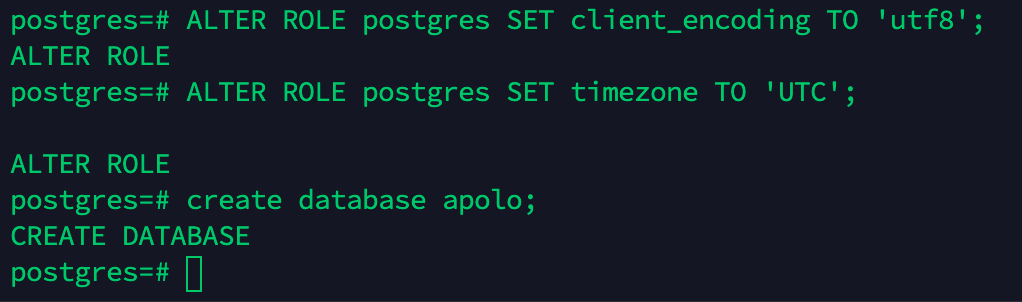 postgres=# ALTER ROLE postgres SET client_encoding TO 'utf8';
ALTER ROLE
postgres=# ALTER ROLE postgres SET timezone TO 'UTC';
ALTER ROLE
postgres=# create database apolo;
CREATE DATABASE
postgres=#